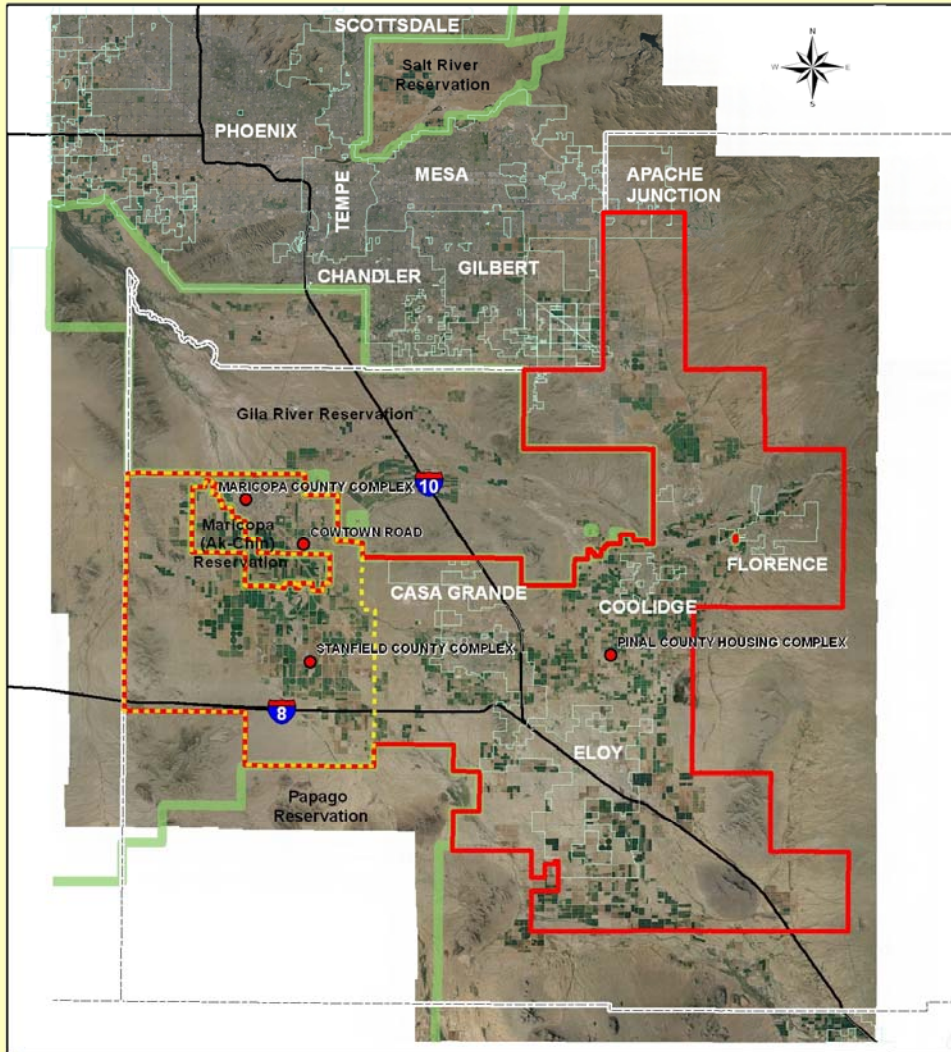 SCOTTSDALE
N
W E
S
Salt River
Reservation
PHOENIX
MESA
APACHE
JUNCTION
TEMPE
GILBERT
CHANDLER
Gila River Reservation
10
MARICOPA COUNTY COMPLEX
COWTOWN ROAD
Maricopa
(Ak-Chin)
Reservation
FLORENCE
CASA GRANDE
COOLIDGE
PINAL COUNTY HOUSING COMPLEX
STANFIELD COUNTY COMPLEX
8
ELOY
Papago
Reservation